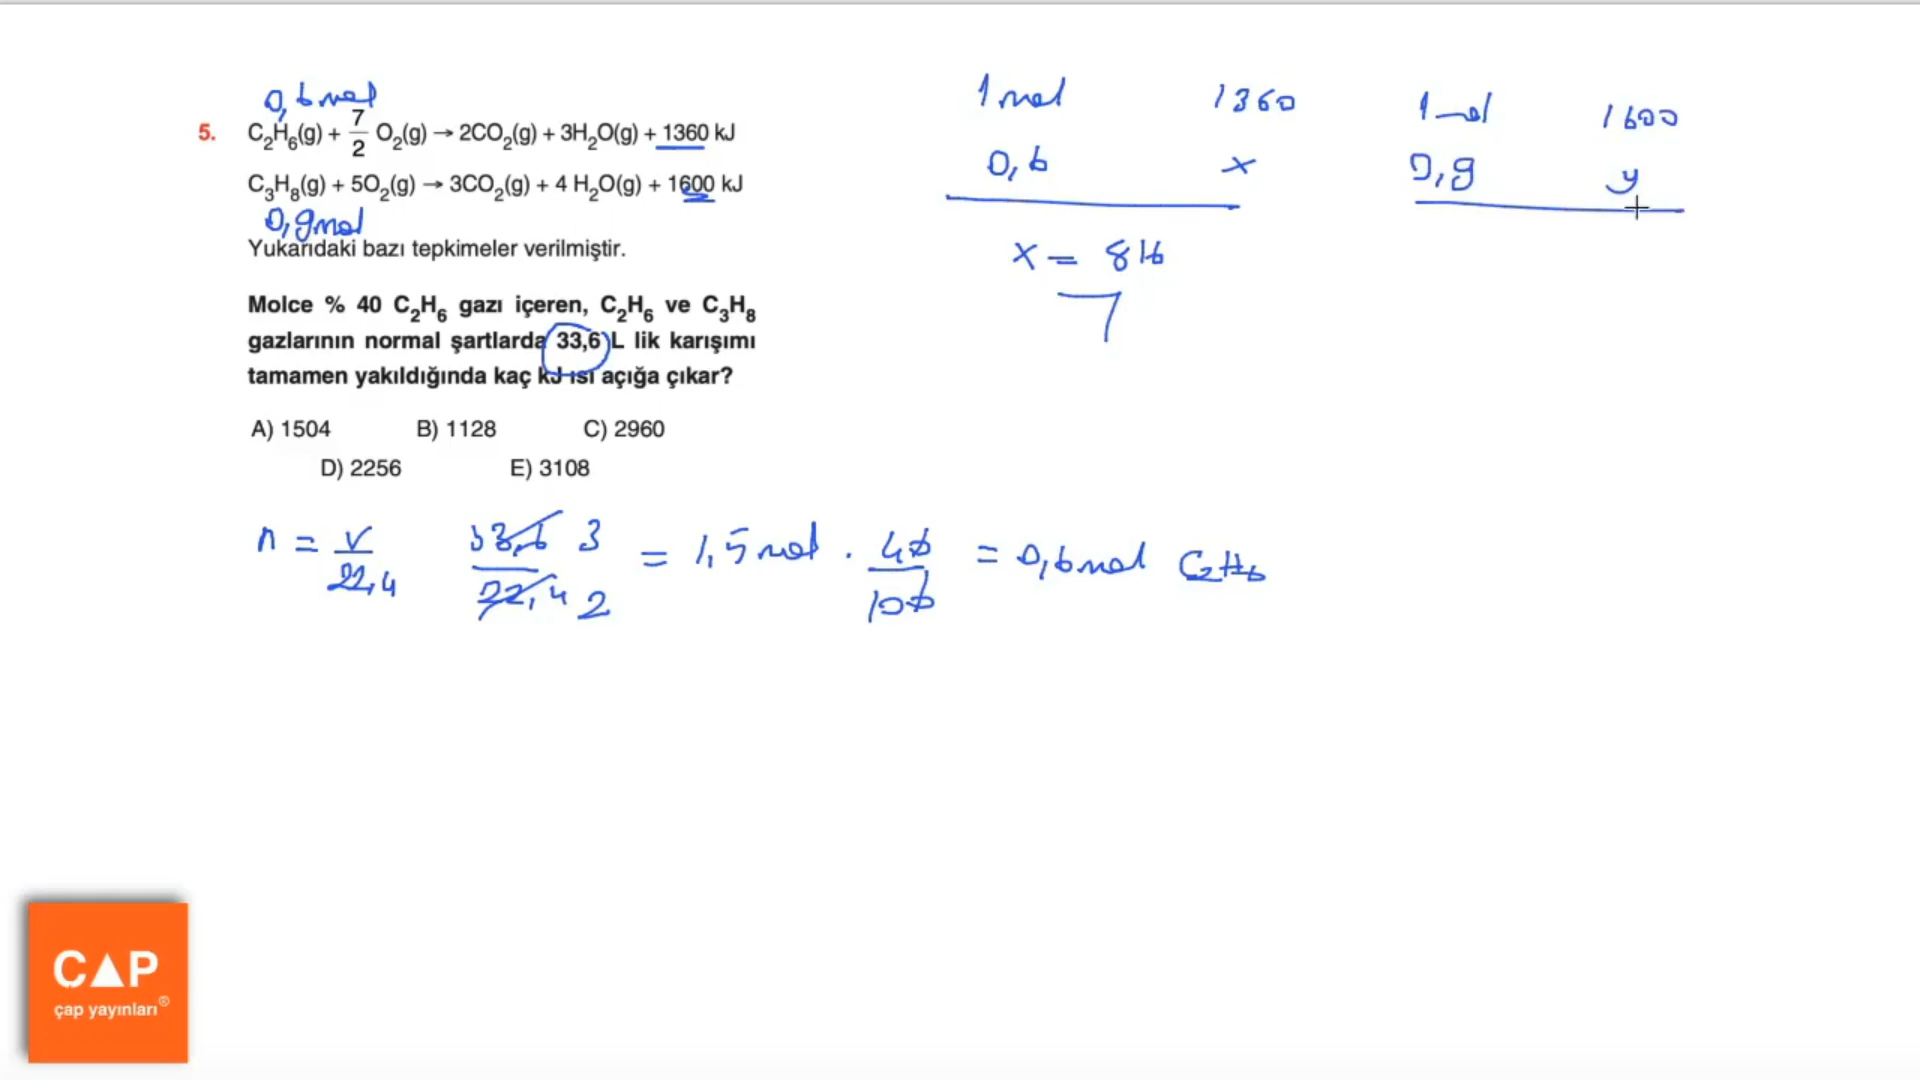 0,6 mol
5. C₂H₆(g) + 7/2 O₂(g) → 2CO₂(g) + 3H₂O(g) + 1360 kJ
C₃H₈(g) + 5O₂(g) → 3CO₂(g) + 4 H₂O(g) + 1600 kJ
0,9 mol
Yukarıdaki bazı tepkimeler verilmiştir.
Molce % 40 C₂H₆ gazı içeren, C₂H₆ ve C₃H₈
gazlarının normal şartlarda 33,6 L lik karışımı
tamamen yakıldığında kaç kJ ısı açığa çıkar?
A) 1504 B) 1128 C) 2960
D) 2256 E) 3108
n = V/22,4 33,6/22,4 3/2 = 1,5 mol . 40/100 = 0,6 mol C₂H₆
1 mol 1360
0,6 x
x = 816
1 mol 1600
0,9 y
CAP
çap yayınları®